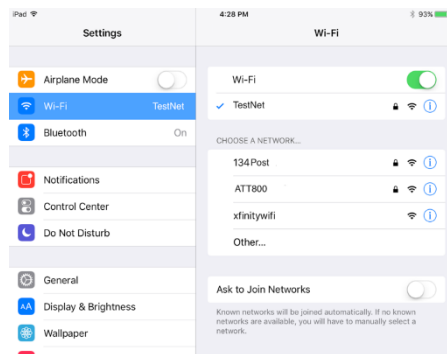 iPad
4:28 PM
93%
Settings
Wi-Fi
Airplane Mode
Wi-Fi
TestNet
Bluetooth
On
Notifications
Control Center
Do Not Disturb
General
AA
Display & Brightness
Wallpaper
Wi-Fi
TestNet
CHOOSE A NETWORK...
134Post
ATT800
xfinitywifi
Other...
Ask to Join Networks
Known networks will be joined automatically. If no known
networks are available, you will have to manually select a
network.